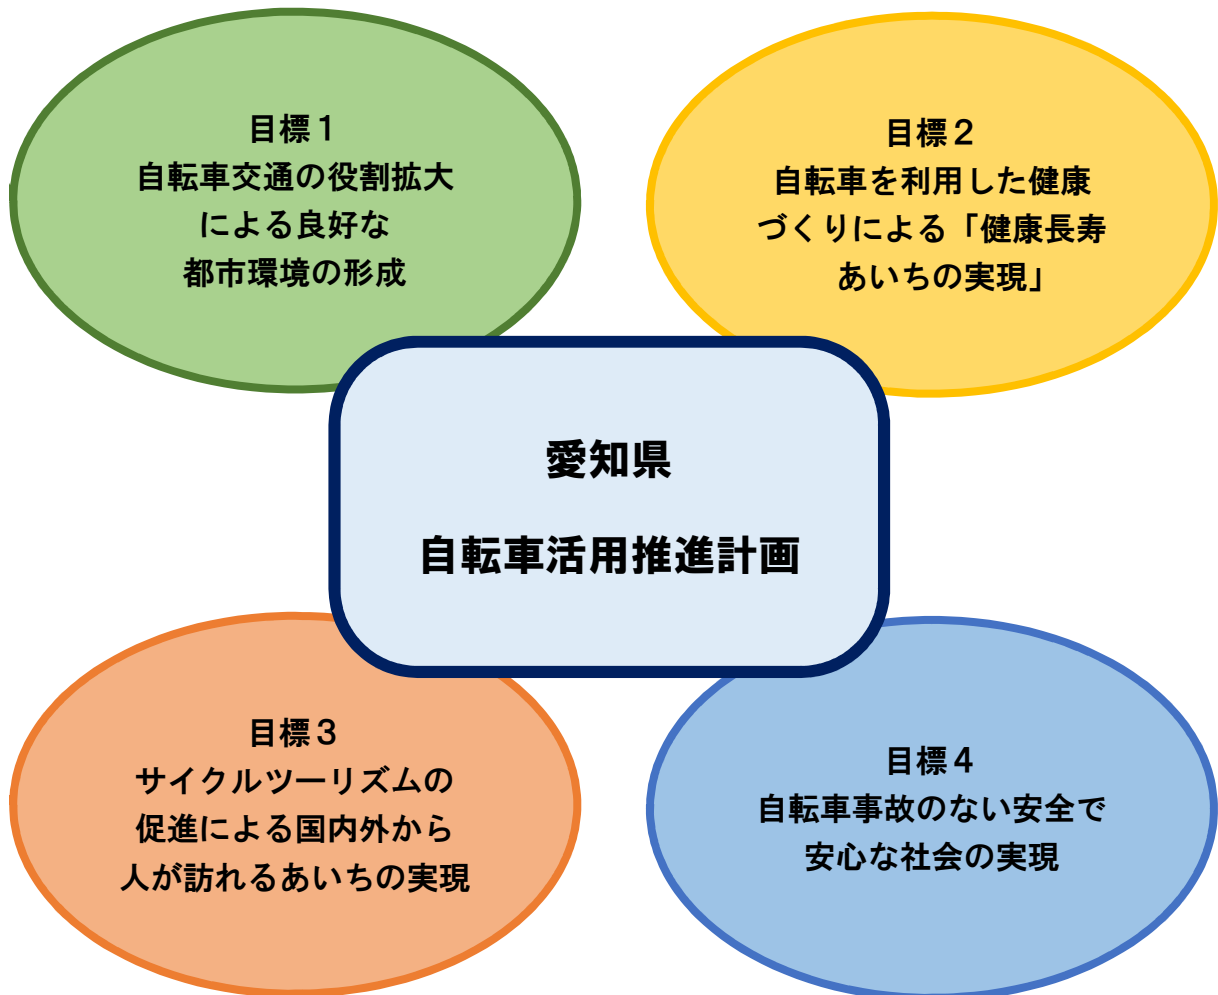 目標１
自転車交通の役割拡大
による良好な
都市環境の形成
目標２
自転車を利用した健康
づくりによる「健康長寿
あいちの実現」
愛知県
自転車活用推進計画
目標３
サイクルツーリズムの
促進による国内外から
人が訪れるあいちの実現
目標４
自転車事故のない安全で
安心な社会の実現